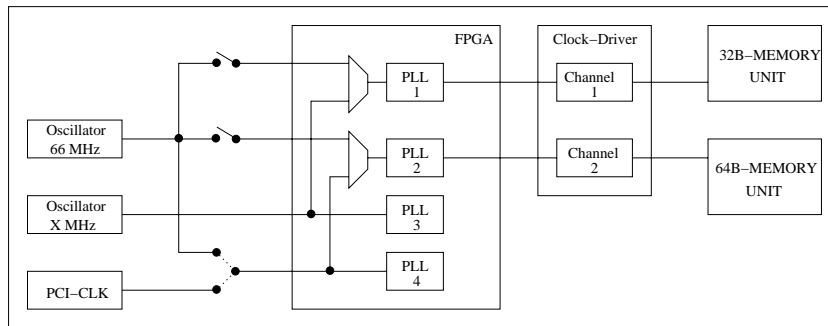 FPGA
Clock−Driver
PLL
1
Channel
1
32B−MEMORY
UNIT
Oscillator
66 MHz
PLL
2
Channel
2
64B−MEMORY
UNIT
Oscillator
X MHz
PLL
3
PLL
4
PCI−CLK